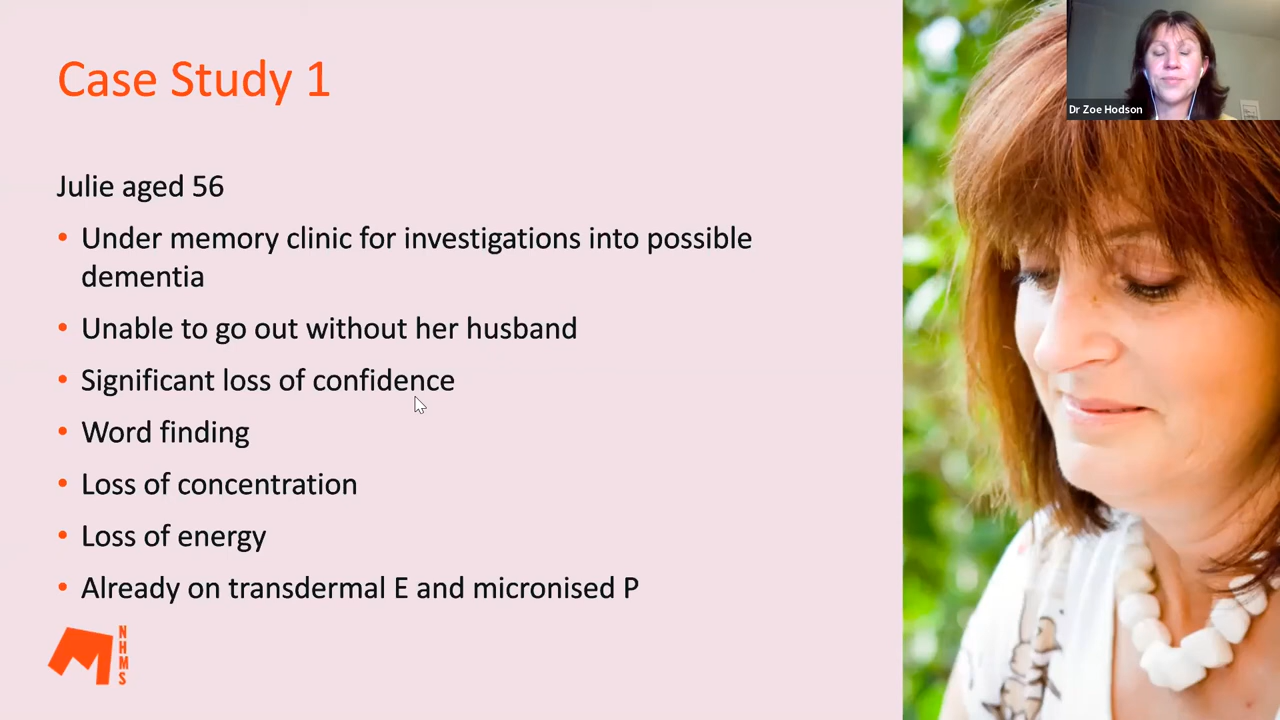 Case Study 1
Dr Zoe Hodson
Julie aged 56
• Under memory clinic for investigations into possible
dementia
• Unable to go out without her husband
• Significant loss of confidence
• Word finding
• Loss of concentration
• Loss of energy
• Already on transdermal E and micronised P
NHMS